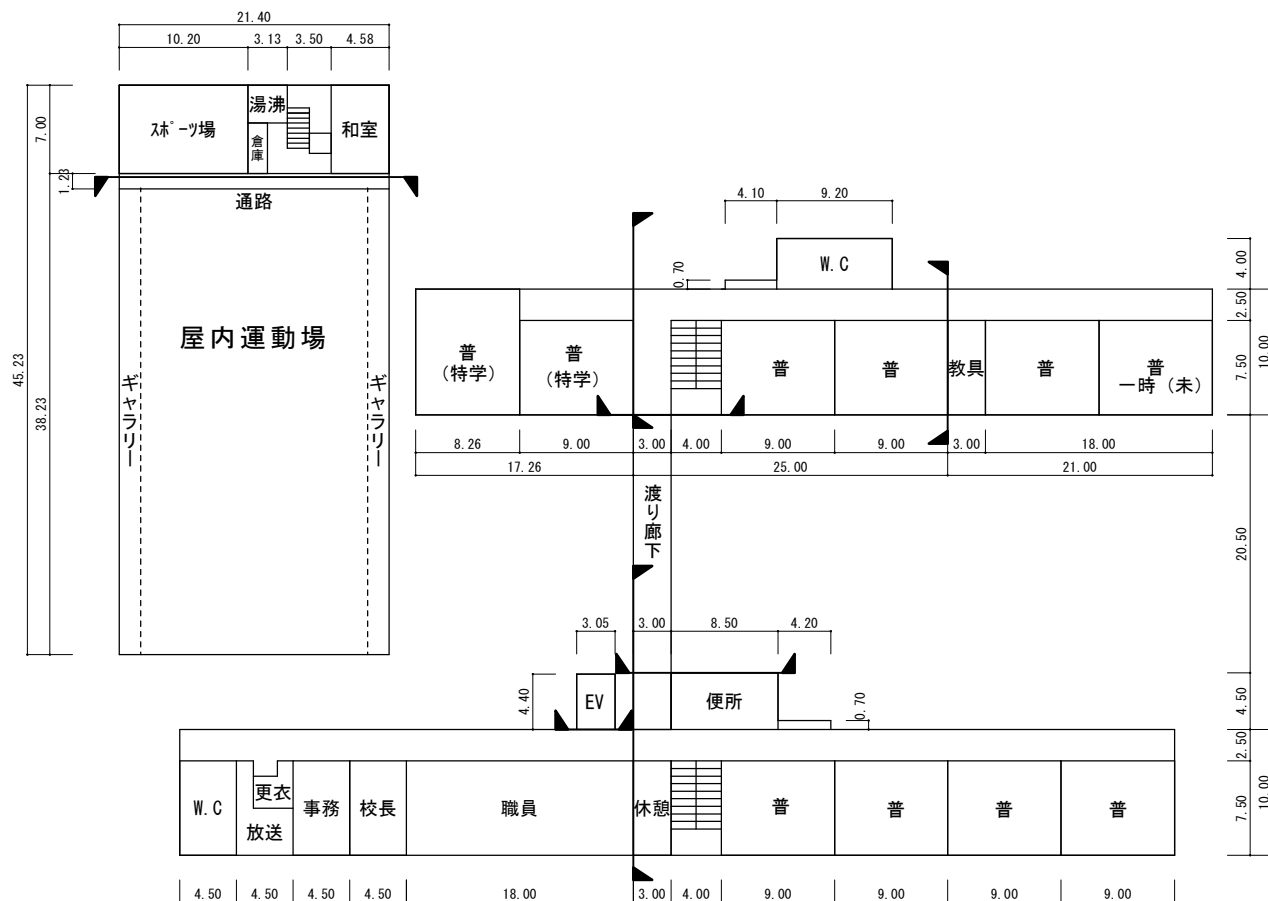 21.40
10.20 3.13 3.50 4.58
7.00
1.23
45.23
38.23
スポーツ場
湯沸
倉庫
和室
通路
屋内運動場
ギャラリー
ギャラリー
4.10 9.20
0.70
W.C
4.00
2.50
7.50
10.00
普
(特学)
普
(特学)
普
普
教具
普
普
一時(未)
8.26 9.00 3.00 4.00 9.00 9.00 3.00 18.00
17.26 25.00 21.00
渡り廊下
20.50
3.05 3.00 8.50 4.20
4.40
EV
便所
0.70
4.50
2.50
7.50
10.00
W.C
更衣
放送
事務
校長
職員
休憩
普
普
普
普
4.50 4.50 4.50 4.50 18.00 3.00 4.00 9.00 9.00 9.00 9.00